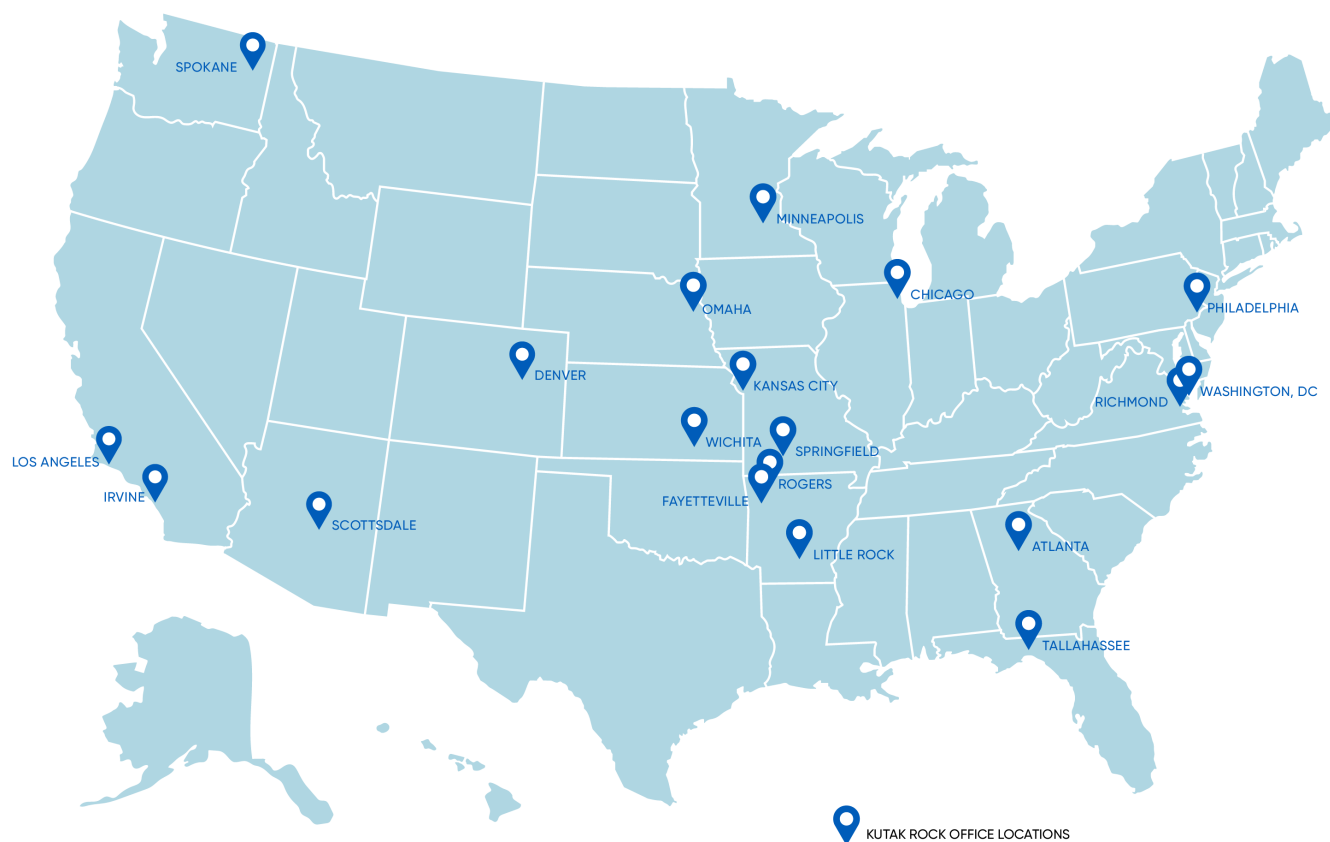 SPOKANE
MINNEAPOLIS
CHICAGO
OMAHA
PHILADELPHIA
DENVER
KANSAS CITY
WASHINGTON, DC
RICHMOND
WICHITA
SPRINGFIELD
LOS ANGELES
ROGERS
IRVINE
FAYETTEVILLE
SCOTTSDALE
ATLANTA
LITTLE ROCK
TALLAHASSEE
KUTAK ROCK OFFICE LOCATIONS